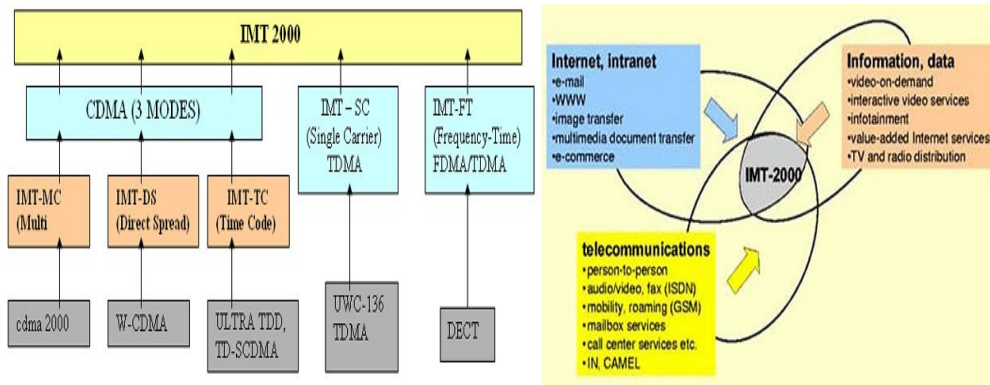 IMT 2000
CDMA (3 MODES)
IMT – SC
(Single Carrier)
TDMA
IMT-FT
(Frequency-Time)
FDMA/TDMA
IMT-MC
(Multi
IMT-DS
(Direct Spread)
IMT-TC
(Time Code)
cdma 2000
W-CDMA
ULTRA TDD,
TD-SCDMA
UWC-136
TDMA
DECT
Internet, intranet
•e-mail
•WWW
•image transfer
•multimedia document transfer
•e-commerce
Information, data
•video-on-demand
•interactive video services
•infotainment
•value-added Internet services
•TV and radio distribution
IMT-2000
telecommunications
•person-to-person
•audio/video, fax (ISDN)
•mobility, roaming (GSM)
•mailbox services
•call center services etc.
•IN, CAMEL